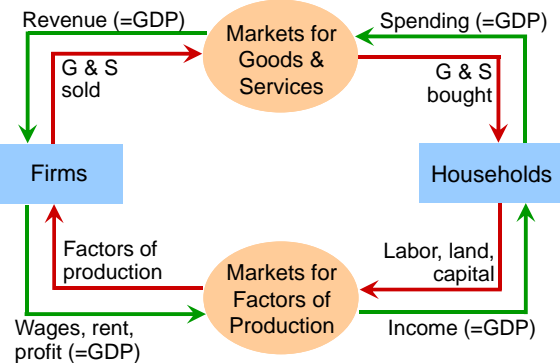 Revenue (=GDP)
Markets for
Goods &
Services
Spending (=GDP)
G & S
sold
G & S
bought
Firms
Households
Factors of
production
Markets for
Factors of
Production
Labor, land,
capital
Wages, rent,
profit (=GDP)
Income (=GDP)